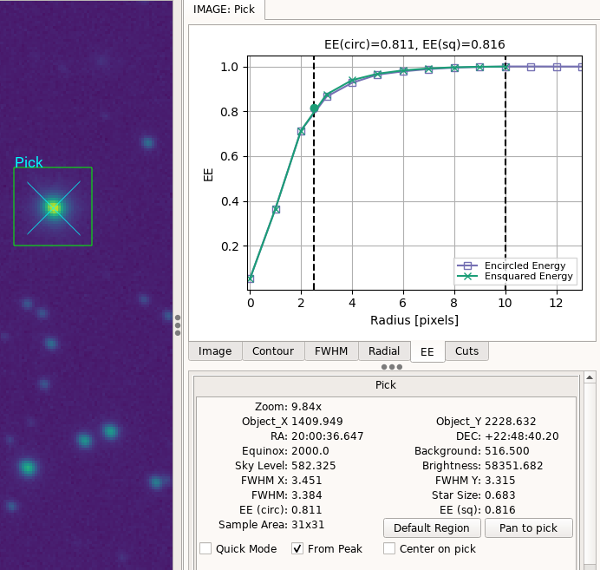 IMAGE: Pick
Pick
EE(circ)=0.811, EE(sq)=0.816
1.0
0.8
0.6
0.4
0.2
EE
Encircled Energy
Ensquared Energy
0 2 4 6 8 10 12
Radius [pixels]
Image Contour FWHM Radial EE Cuts
Pick
Zoom: 9.84x
Object_X 1409.949 Object_Y 2228.632
RA: 20:00:36.647 DEC: +22:48:40.20
Equinox: 2000.0 Background: 516.500
Sky Level: 582.325 Brightness: 58351.682
FWHM X: 3.451 FWHM Y: 3.315
FWHM: 3.384 Star Size: 0.683
EE (circ): 0.811 EE (sq): 0.816
Sample Area: 31x31 Default Region Pan to pick
Quick Mode From Peak Center on pick